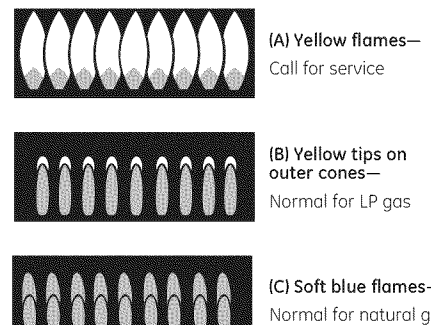 (A) Yellow flames—
Call for service
(B) Yellow tips on
outer cones—
Normal for LP gas
(C) Soft blue flames-
Normal for natural g